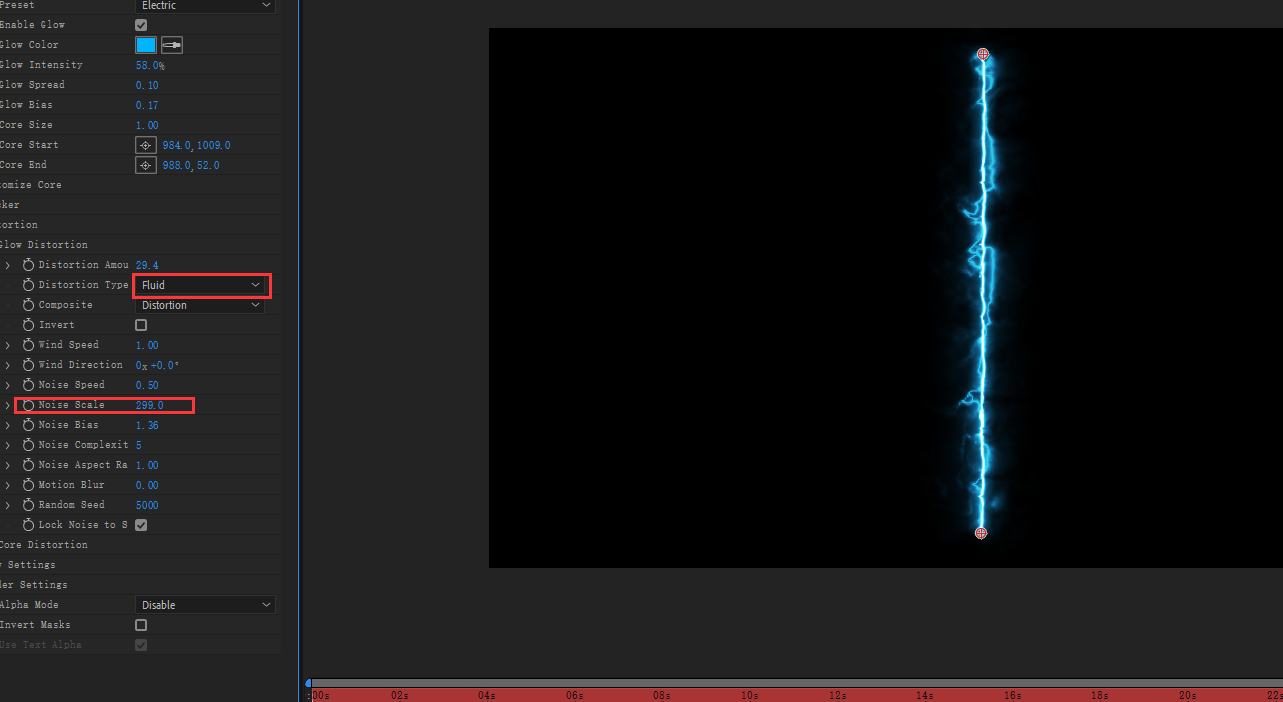 Preset Electric
Enable Glow
Glow Color
Glow Intensity 58.0%
Glow Spread 0.10
Glow Bias 0.17
Core Size 1.00
Core Start 984.0, 1009.0
Core End 988.0, 52.0
tomize Core
ker
tortion
Glow Distortion
Distortion Amou 29.4
Distortion Type Fluid
Composite Distortion
Invert
Wind Speed 1.00
Wind Direction 0x +0.0°
Noise Speed 0.50
Noise Scale 299.0
Noise Bias 1.36
Noise Complexit 5
Noise Aspect Ra 1.00
Motion Blur 0.00
Random Seed 5000
Lock Noise to S
Core Distortion
Settings
der Settings
Alpha Mode Disable
Invert Masks
Use Text Alpha
:00s 02s 04s 06s 08s 10s 12s 14s 16s 18s 20s 22s